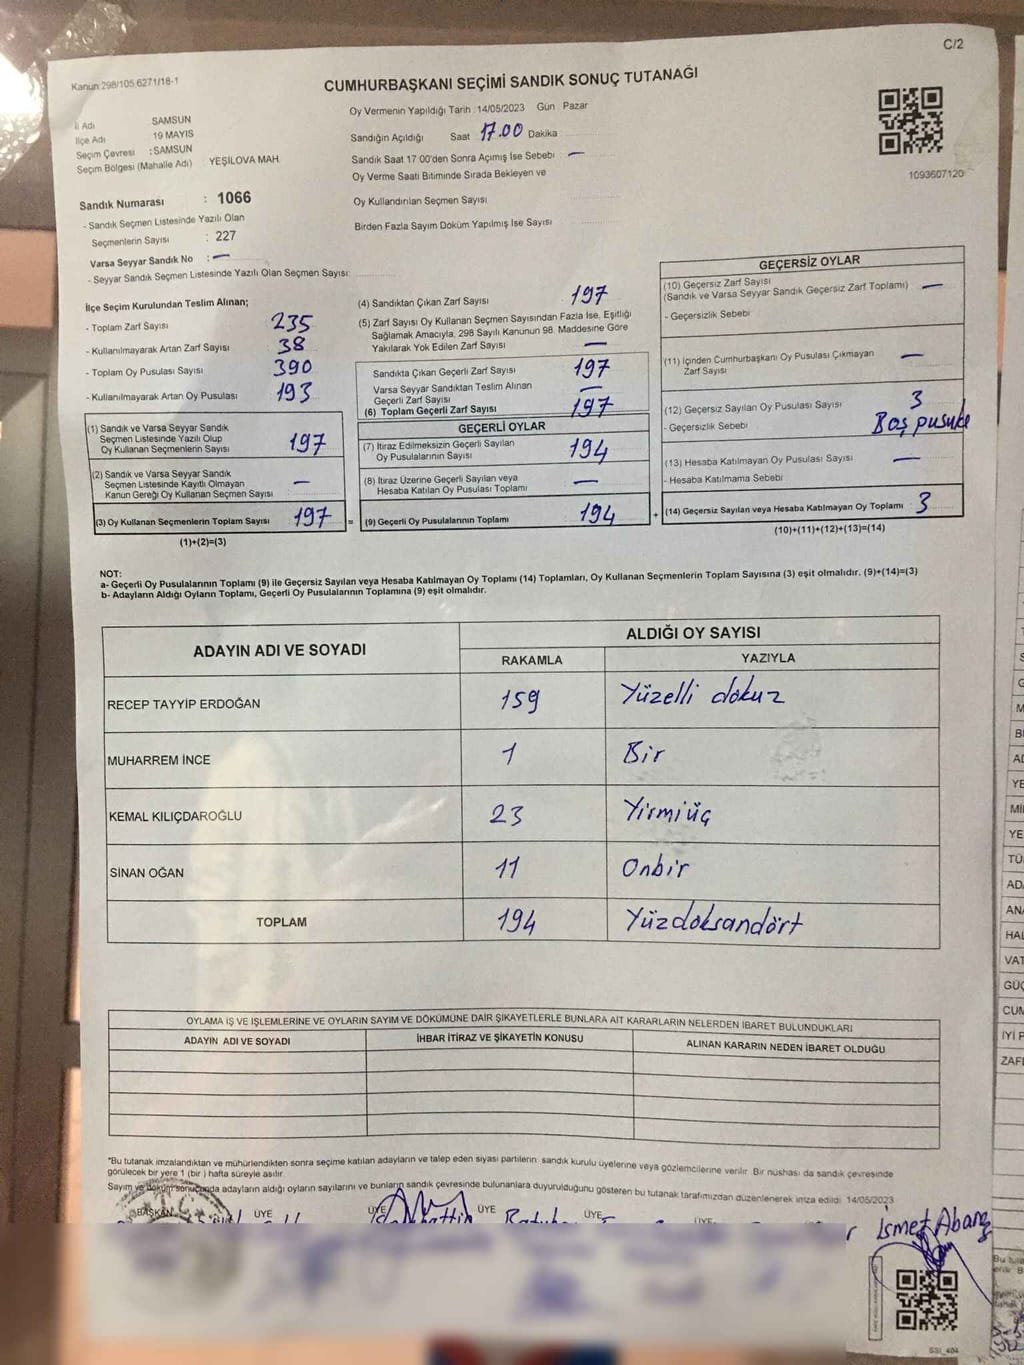 C/2
Kanun:298/105,6271/18-1
CUMHURBAŞKANI SEÇİMİ SANDIK SONUÇ TUTANAĞI
Oy Vermenin Yapıldığı Tarih : 14/05/2023 Gün : Pazar
İl Adı SAMSUN
İlçe Adı 19 MAYIS
Seçim Çevresi : SAMSUN
Seçim Bölgesi (Mahalle Adı) : YEŞİLOVA MAH.
Sandığın Açıldığı Saat 17.00 Dakika
Sandık Saat 17:00'den Sonra Açımış İse Sebebi —
Oy Verme Saati Bitiminde Sırada Bekleyen ve
Oy Kullandırılan Seçmen Sayısı
Birden Fazla Sayım Döküm Yapılmış İse Sayısı
1093607120
Sandık Numarası : 1066
- Sandık Seçmen Listesinde Yazılı Olan
Seçmenlerin Sayısı : 227
Varsa Seyyar Sandık No : —
- Seyyar Sandık Seçmen Listesinde Yazılı Olan Seçmen Sayısı:
İlçe Seçim Kurulundan Teslim Alınan;
- Toplam Zarf Sayısı 235
- Kullanılmayarak Artan Zarf Sayısı 38
- Toplam Oy Pusulası Sayısı 390
- Kullanılmayarak Artan Oy Pusulası 193
(1) Sandık ve Varsa Seyyar Sandık
Seçmen Listesinde Yazılı Olup
Oy Kullanan Seçmenlerin Sayısı 197
(2) Sandık ve Varsa Seyyar Sandık
Seçmen Listesinde Kayıtlı Olmayan
Kanun Gereği Oy Kullanan Seçmen Sayısı —
(3) Oy Kullanan Seçmenlerin Toplam Sayısı 197 =
(1)+(2)=(3)
(4) Sandıktan Çıkan Zarf Sayısı 197
(5) Zarf Sayısı Oy Kullanan Seçmen Sayısından Fazla İse, Eşitliği
Sağlamak Amacıyla, 298 Sayılı Kanunun 98. Maddesine Göre
Yakılarak Yok Edilen Zarf Sayısı —
Sandıkta Çıkan Geçerli Zarf Sayısı 197
Varsa Seyyar Sandıktan Teslim Alınan
Geçerli Zarf Sayısı —
(6) Toplam Geçerli Zarf Sayısı 197
GEÇERLİ OYLAR
(7) İtiraz Edilmeksizin Geçerli Sayılan
Oy Pusulalarının Sayısı 194
(8) İtiraz Üzerine Geçerli Sayılan veya
Hesaba Katılan Oy Pusulası Toplamı —
(9) Geçerli Oy Pusulalarının Toplamı 194 +
GEÇERSİZ OYLAR
(10) Geçersiz Zarf Sayısı
(Sandık ve Varsa Seyyar Sandık Geçersiz Zarf Toplamı) —
- Geçersizlik Sebebi
(11) İçinden Cumhurbaşkanı Oy Pusulası Çıkmayan
Zarf Sayısı —
(12) Geçersiz Sayılan Oy Pusulası Sayısı 3
- Geçersizlik Sebebi Boş pusula
(13) Hesaba Katılmayan Oy Pusulası Sayısı —
- Hesaba Katılmama Sebebi
(14) Geçersiz Sayılan veya Hesaba Katılmayan Oy Toplamı 3
(10)+(11)+(12)+(13)=(14)
NOT:
a- Geçerli Oy Pusulalarının Toplamı (9) ile Geçersiz Sayılan veya Hesaba Katılmayan Oy Toplamı (14) Toplamları, Oy Kullanan Seçmenlerin Toplam Sayısına (3) eşit olmalıdır. (9)+(14)=(3)
b- Adayların Aldığı Oyların Toplamı, Geçerli Oy Pusulalarının Toplamına (9) eşit olmalıdır.
ADAYIN ADI VE SOYADI ALDIĞI OY SAYISI
RAKAMLA YAZIYLA
RECEP TAYYİP ERDOĞAN 159 Yüzelli dokuz
MUHARREM İNCE 1 Bir
KEMAL KILIÇDAROĞLU 23 Yirmiüç
SİNAN OĞAN 11 Onbir
TOPLAM 194 Yüzdoksandört
OYLAMA İŞ VE İŞLEMLERİNE VE OYLARIN SAYIM VE DÖKÜMÜNE DAİR ŞİKAYETLERLE BUNLARA AİT KARARLARIN NELERDEN İBARET BULUNDUKLARI
ADAYIN ADI VE SOYADI İHBAR İTİRAZ VE ŞİKAYETİN KONUSU ALINAN KARARIN NEDEN İBARET OLDUĞU
*Bu tutanak imzalandıktan ve mühürlendikten sonra seçime katılan adayların ve talep eden siyasi partilerin sandık kurulu üyelerine veya gözlemcilerine verilir. Bir nüshası da sandık çevresinde
görülecek bir yere 1 (bir ) hafta süreyle asılır.
Sayım ve döküm sonucunda adayların aldığı oyların sayılarını ve bunların sandık çevresinde bulunanlara duyurulduğunu gösteren bu tutanak tarafımızdan düzenlenerek imza edildi. 14/05/2023
BAŞKAN ÜYE ÜYE ÜYE ÜYE ÜYE
İsmet Abanş
SSI_404